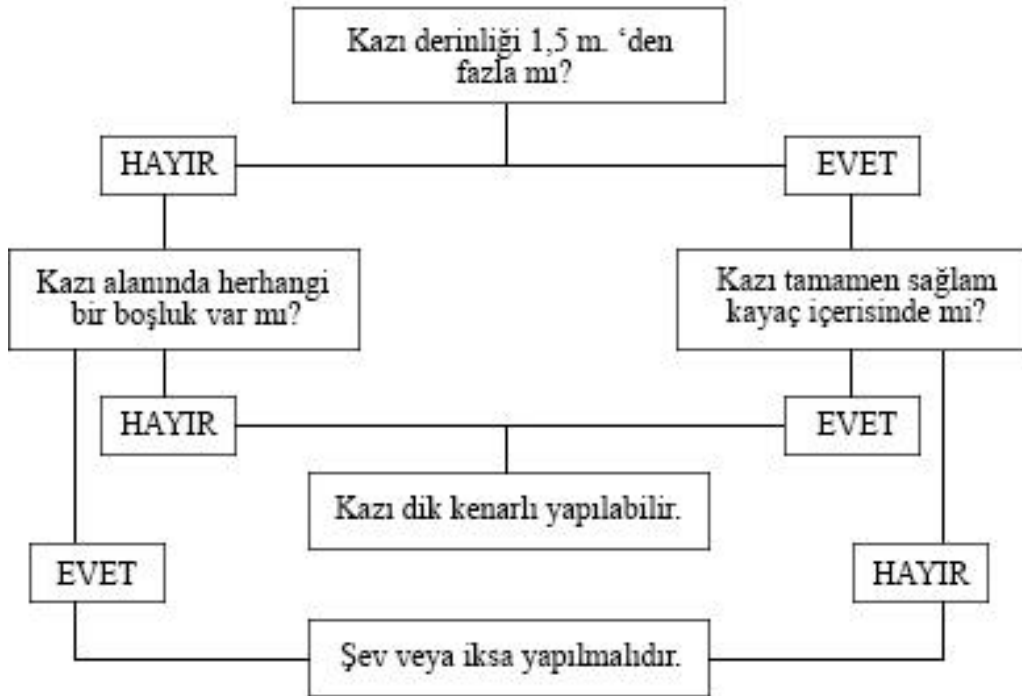 Kazı derinliği 1,5 m. ‘den
fazla mı?
HAYIR
EVET
Kazı alanında herhangi
bir boşluk var mı?
Kazı tamamen sağlam
kayaç içerisinde mi?
HAYIR
EVET
Kazı dik kenarlı yapılabilir.
EVET
HAYIR
Şev veya iksa yapılmalıdır.